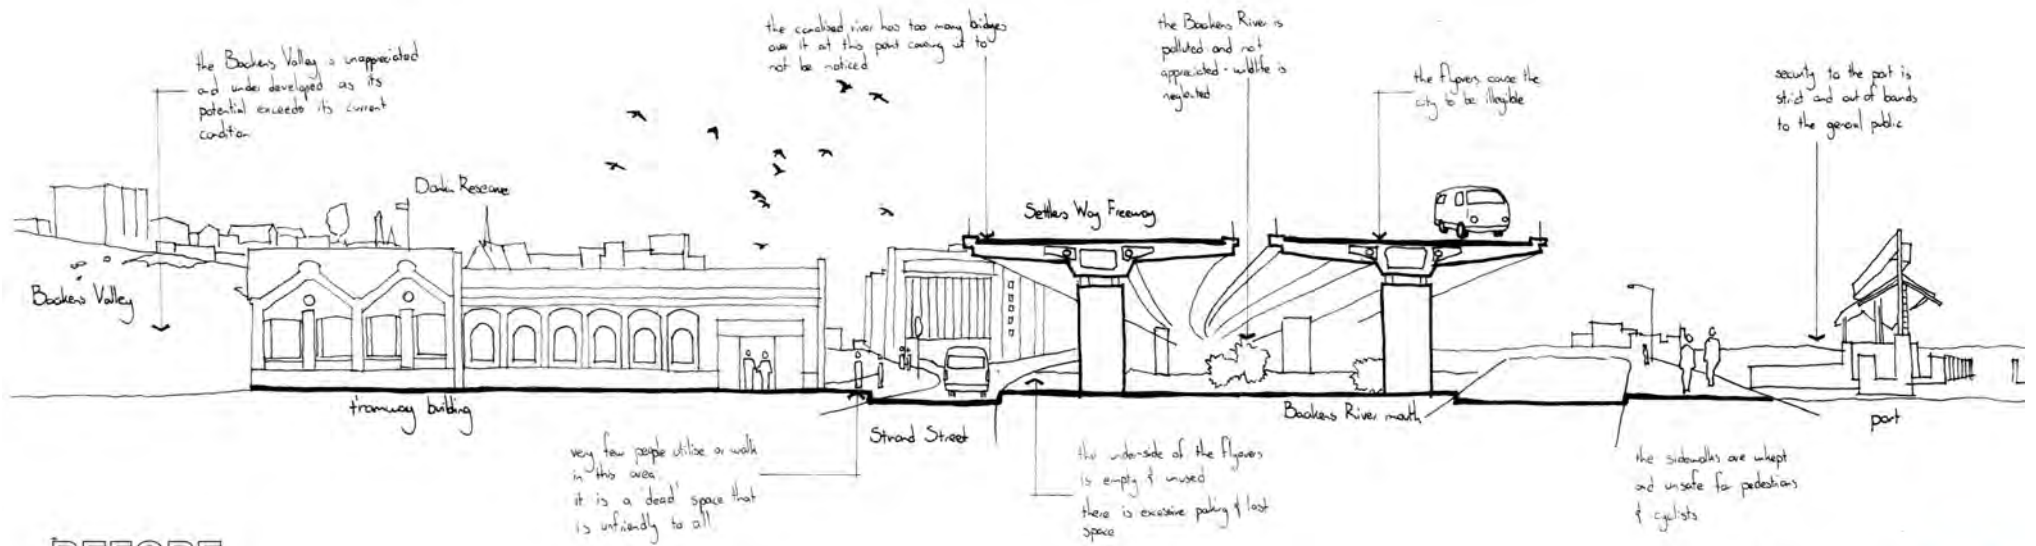 the Baakens Valley is unappreciated
and under developed as its
potential exceeds its current
condition
the canalised river has too many bridges
over it at this point causing it to
not be noticed
the Baakens River is
polluted and not
appreciated - wildlife is
neglected
the flyovers cause the
city to be illegible
security to the port is
strict and out of bounds
to the general public
Donkin Reserve
Settlers Way Freeway
Baakens Valley
tramway building
Strand Street
Baakens River mouth
port
very few people utilise or walk
in this area.
it is a 'dead' space that
is unfriendly to all
the under-side of the flyovers
is empty & unused
there is excessive parking & lost
space
the sidewalks are unkept
and unsafe for pedestrians
& cyclists
BEFORE